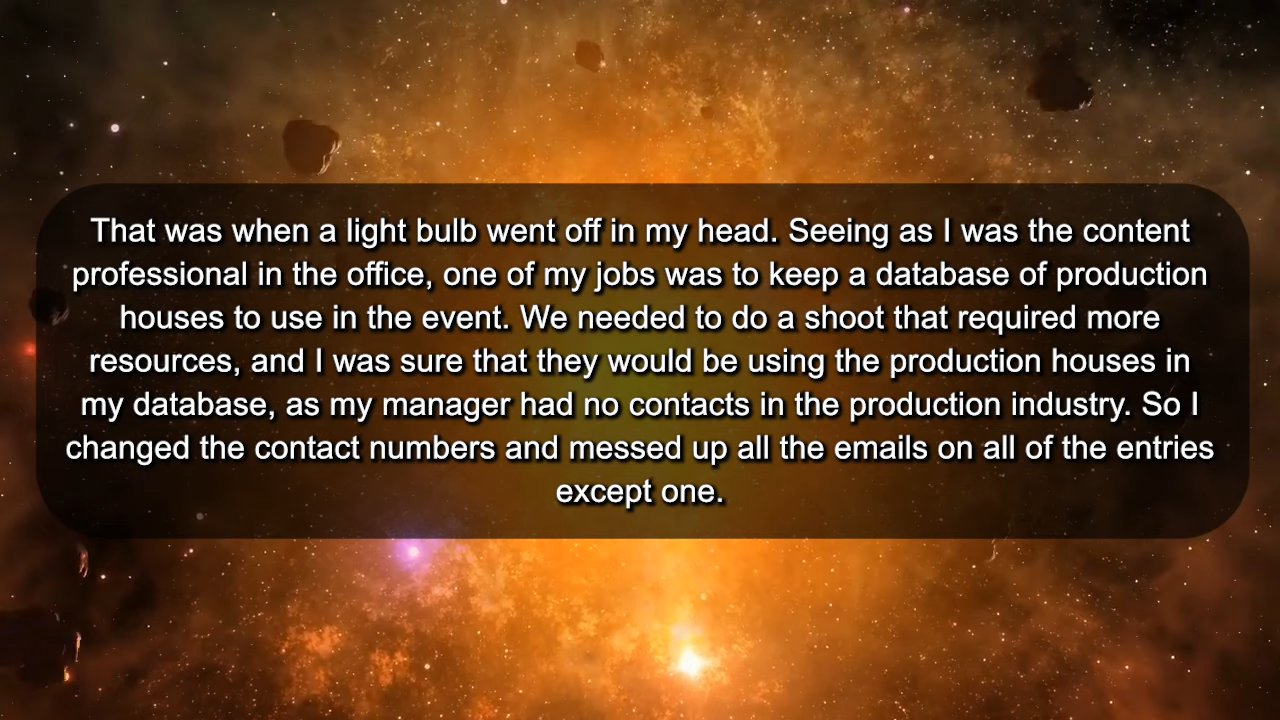 That was when a light bulb went off in my head. Seeing as I was the content
professional in the office, one of my jobs was to keep a database of production
houses to use in the event. We needed to do a shoot that required more
resources, and I was sure that they would be using the production houses in
my database, as my manager had no contacts in the production industry. So I
changed the contact numbers and messed up all the emails on all of the entries
except one.